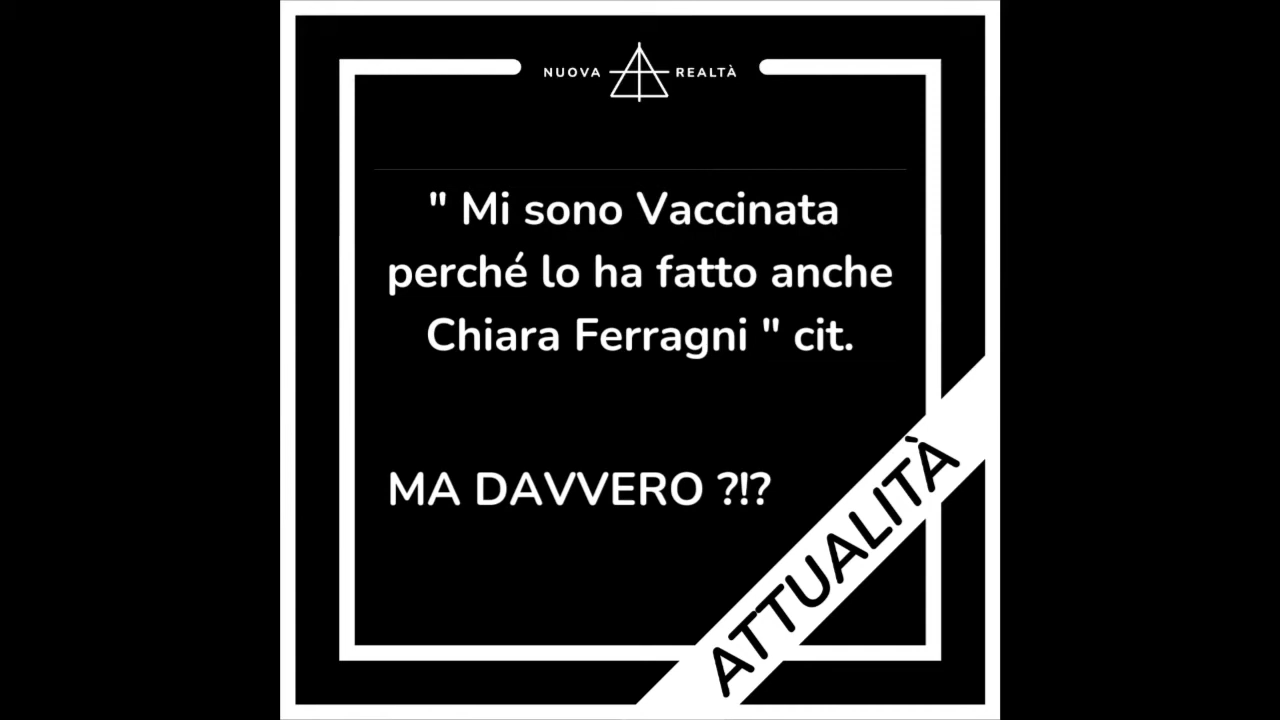 NUOVA REALTÀ
" Mi sono Vaccinata
perché lo ha fatto anche
Chiara Ferragni " cit.
MA DAVVERO ?!?
ATTUALITÀ